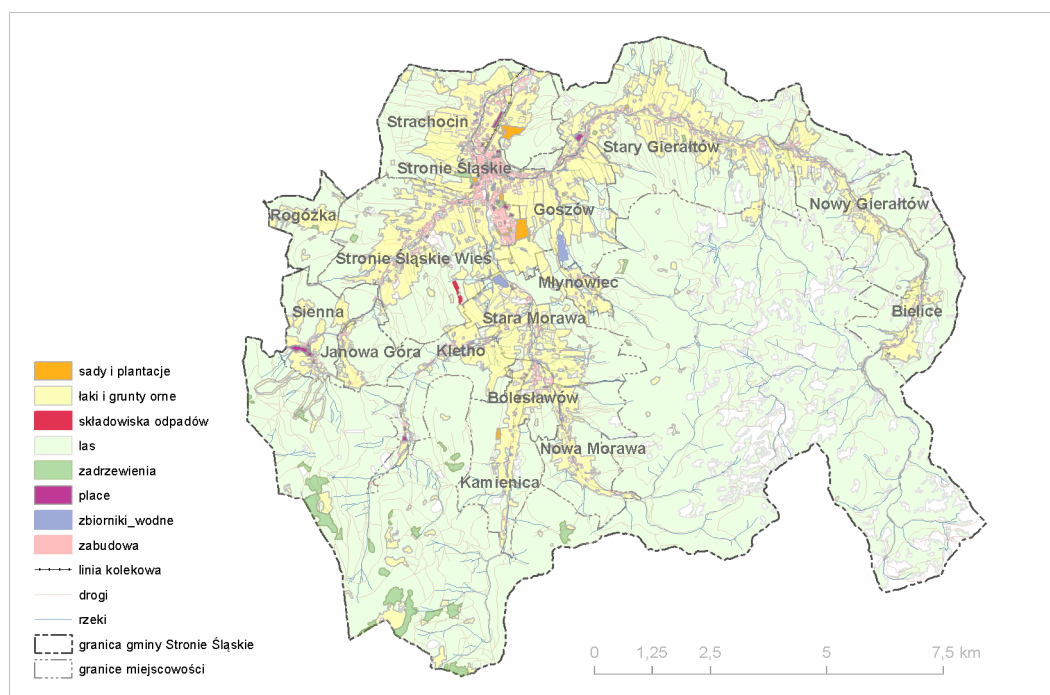 Strachocin
Stronie Śląskie
Stary Gierałtów
Nowy Gierałtów
Rogóżka
Goszów
Stronie Śląskie Wieś
Młynowiec
Sienna
Stara Morawa
Bielice
Janowa Góra
Kletno
Bolesławów
Nowa Morawa
Kamienica
sady i plantacje
łaki i grunty orne
składowiska odpadów
las
zadrzewienia
place
zbiorniki_wodne
zabudowa
linia kolekowa
drogi
rzeki
granica gminy Stronie Śląskie
granice miejscowości
0 1,25 2,5 5 7,5 km